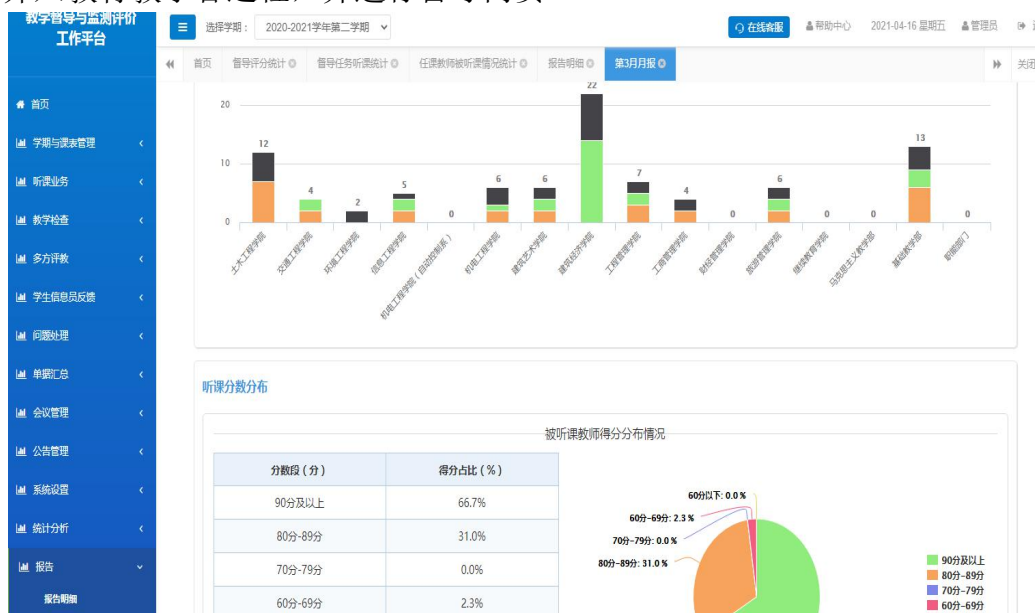 教学督导与监测评价
工作平台
选择学期： 2020-2021学年第二学期
在线客服 帮助中心 2021-04-16 星期五 管理员
首页 督导评分统计 督导任务听课统计 任课教师被听课情况统计 报告明细 第3月月报 关闭
首页
学期与课表管理
听课业务
教学检查
多方评教
学生信息员反馈
问题处理
单据汇总
会议管理
公告管理
系统设置
统计分析
报告
报告明细
20
10
0
12
4
2
5
0
6
6
22
7
4
0
6
0
0
13
0
土木工程学院
交通工程学院
环境工程学院
信息工程学院
机电工程学院（自动控制系）
机电工程学院
建筑艺术学院
建筑经济学院
工程管理学院
工商管理学院
财经管理学院
旅游管理学院
继续教育学院
马克思主义教学部
基础教学部
职能部门
听课分数分布
被听课教师得分分布情况
分数段（分） 得分占比（%）
90分及以上 66.7%
80分-89分 31.0%
70分-79分 0.0%
60分-69分 2.3%
60分以下: 0.0 %
60分-69分: 2.3 %
70分-79分: 0.0 %
80分-89分: 31.0 %
90分及以上
80分-89分
70分-79分
60分-69分